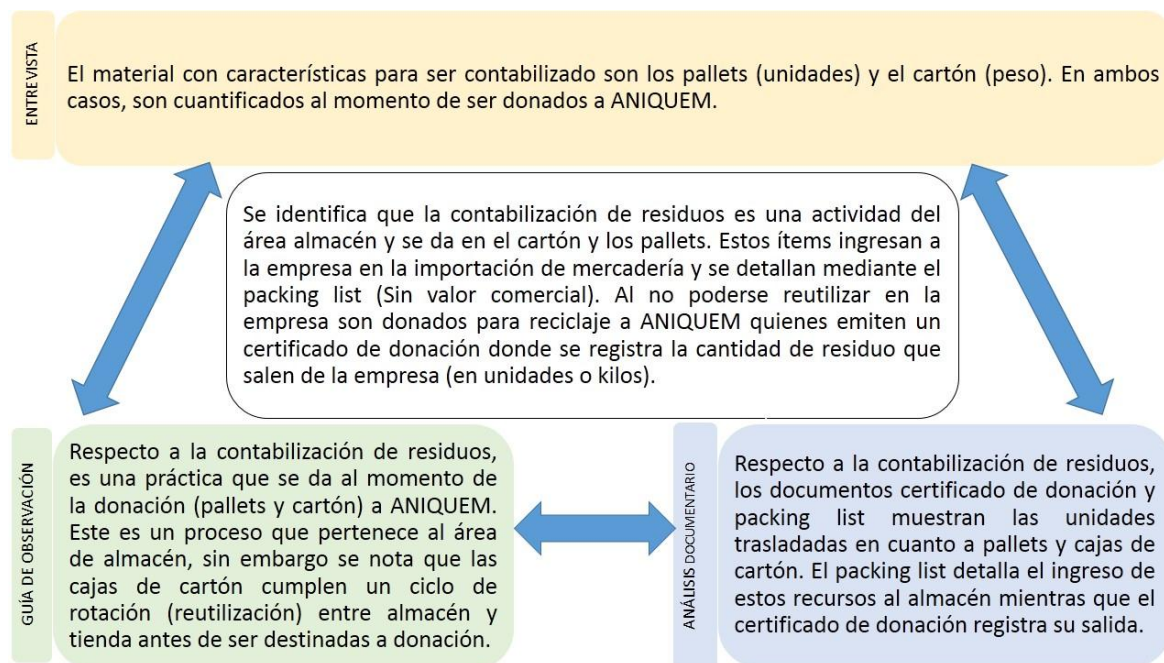 ENTREVISTA
El material con características para ser contabilizado son los pallets (unidades) y el cartón (peso). En ambos
casos, son cuantificados al momento de ser donados a ANIQUEM.
Se identifica que la contabilización de residuos es una actividad del
área almacén y se da en el cartón y los pallets. Estos ítems ingresan a
la empresa en la importación de mercadería y se detallan mediante el
packing list (Sin valor comercial). Al no poderse reutilizar en la
empresa son donados para reciclaje a ANIQUEM quienes emiten un
certificado de donación donde se registra la cantidad de residuo que
salen de la empresa (en unidades o kilos).
GUÍA DE OBSERVACIÓN
Respecto a la contabilización de residuos,
es una práctica que se da al momento de
la donación (pallets y cartón) a ANIQUEM.
Este es un proceso que pertenece al área
de almacén, sin embargo se nota que las
cajas de cartón cumplen un ciclo de
rotación (reutilización) entre almacén y
tienda antes de ser destinadas a donación.
ANÁLISIS DOCUMENTARIO
Respecto a la contabilización de residuos,
los documentos certificado de donación y
packing list muestran las unidades
trasladadas en cuanto a pallets y cajas de
cartón. El packing list detalla el ingreso de
estos recursos al almacén mientras que el
certificado de donación registra su salida.